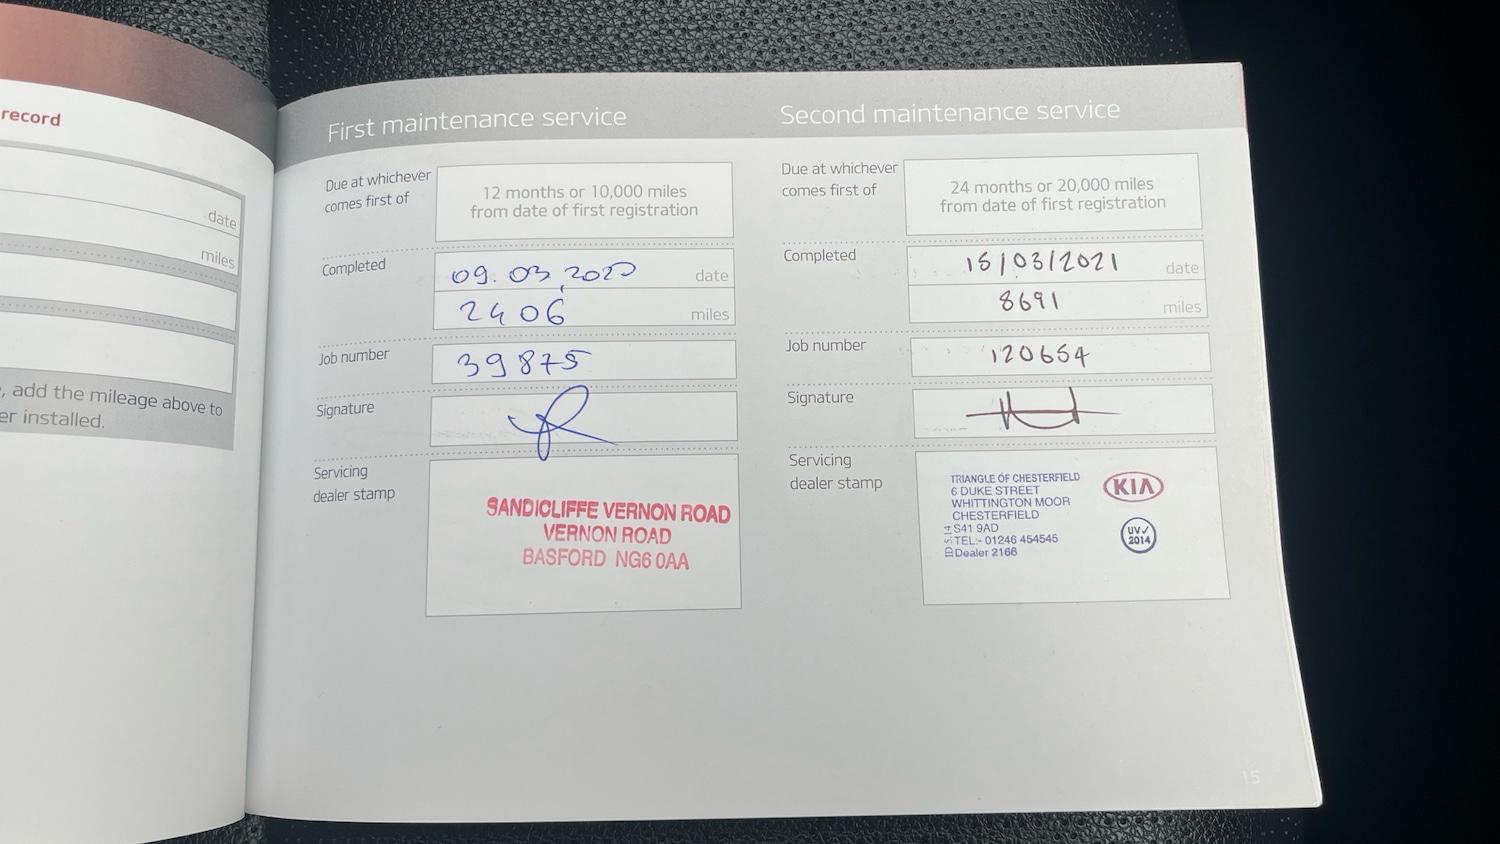 record
date
miles
, add the mileage above to
er installed.
First maintenance service
Due at whichever
comes first of
12 months or 10,000 miles
from date of first registration
Completed
09.03.2020
date
2406
miles
Job number
39875
Signature
Servicing
dealer stamp
SANDICLIFFE VERNON ROAD
VERNON ROAD
BASFORD NG6 0AA
Second maintenance service
Due at whichever
comes first of
24 months or 20,000 miles
from date of first registration
Completed
15/03/2021
date
8691
miles
Job number
120654
Signature
Servicing
dealer stamp
TRIANGLE OF CHESTERFIELD
6 DUKE STREET
WHITTINGTON MOOR
CHESTERFIELD
S41 9AD
TEL:- 01246 454545
Dealer 2166
KIA
UV✓
2014
15